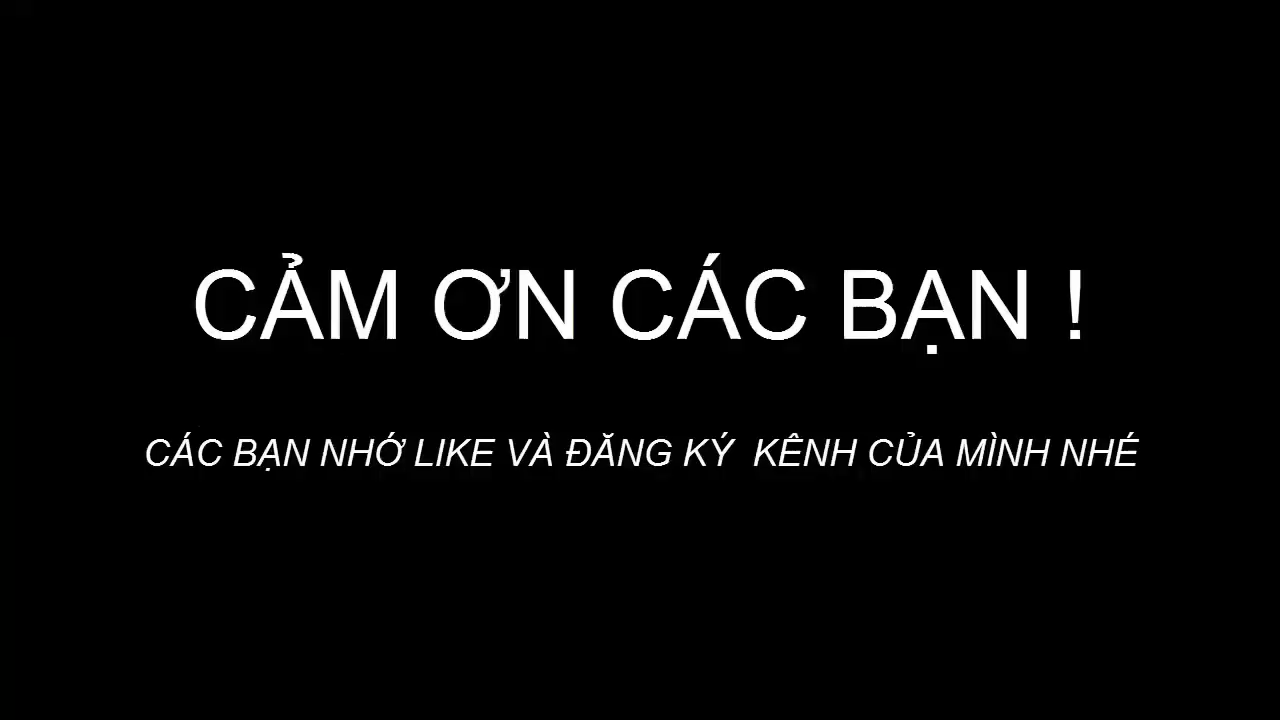 CẢM ƠN CÁC BẠN !
CÁC BẠN NHỚ LIKE VÀ ĐĂNG KÝ KÊNH CỦA MÌNH NHÉ